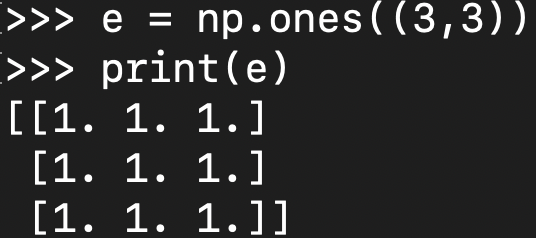 >>> e = np.ones((3,3))
>>> print(e)
[[1. 1. 1.]
 [1. 1. 1.]
 [1. 1. 1.]]